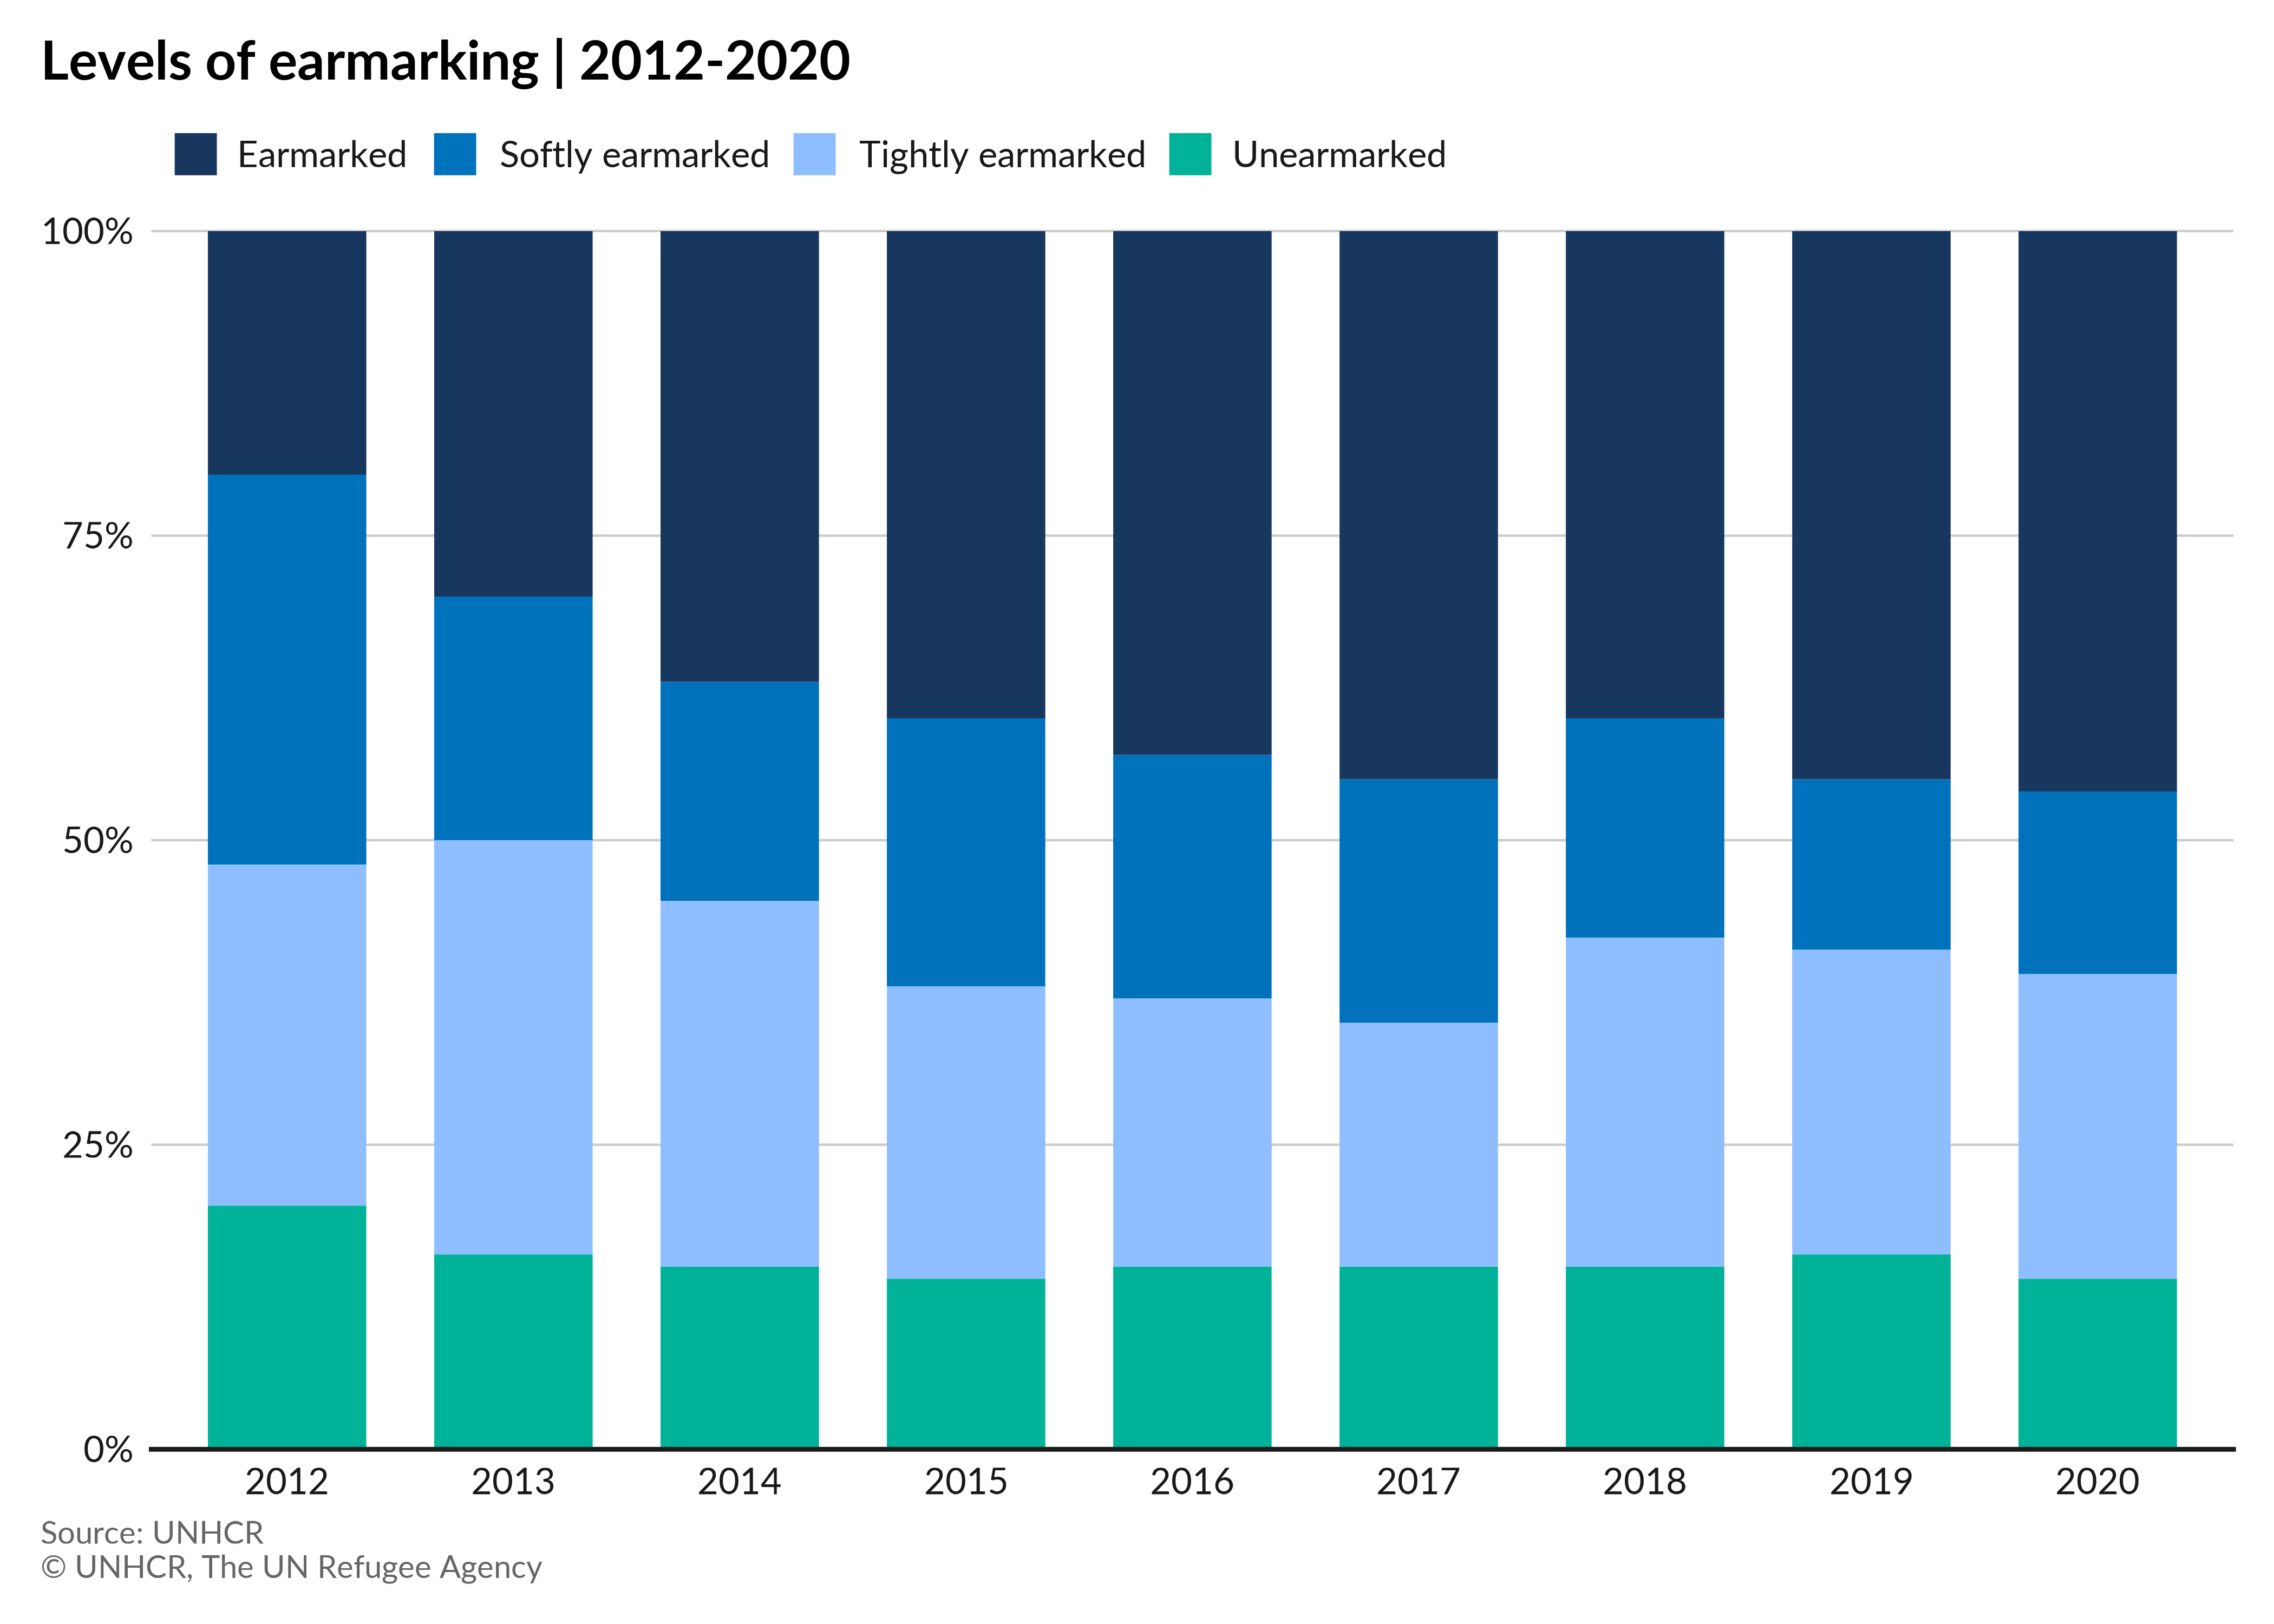 Levels of earmarking | 2012-2020
Earmarked Softly earmarked Tightly earmarked Unearmarked
100%
75%
50%
25%
0%
2012 2013 2014 2015 2016 2017 2018 2019 2020
Source: UNHCR
© UNHCR, The UN Refugee Agency